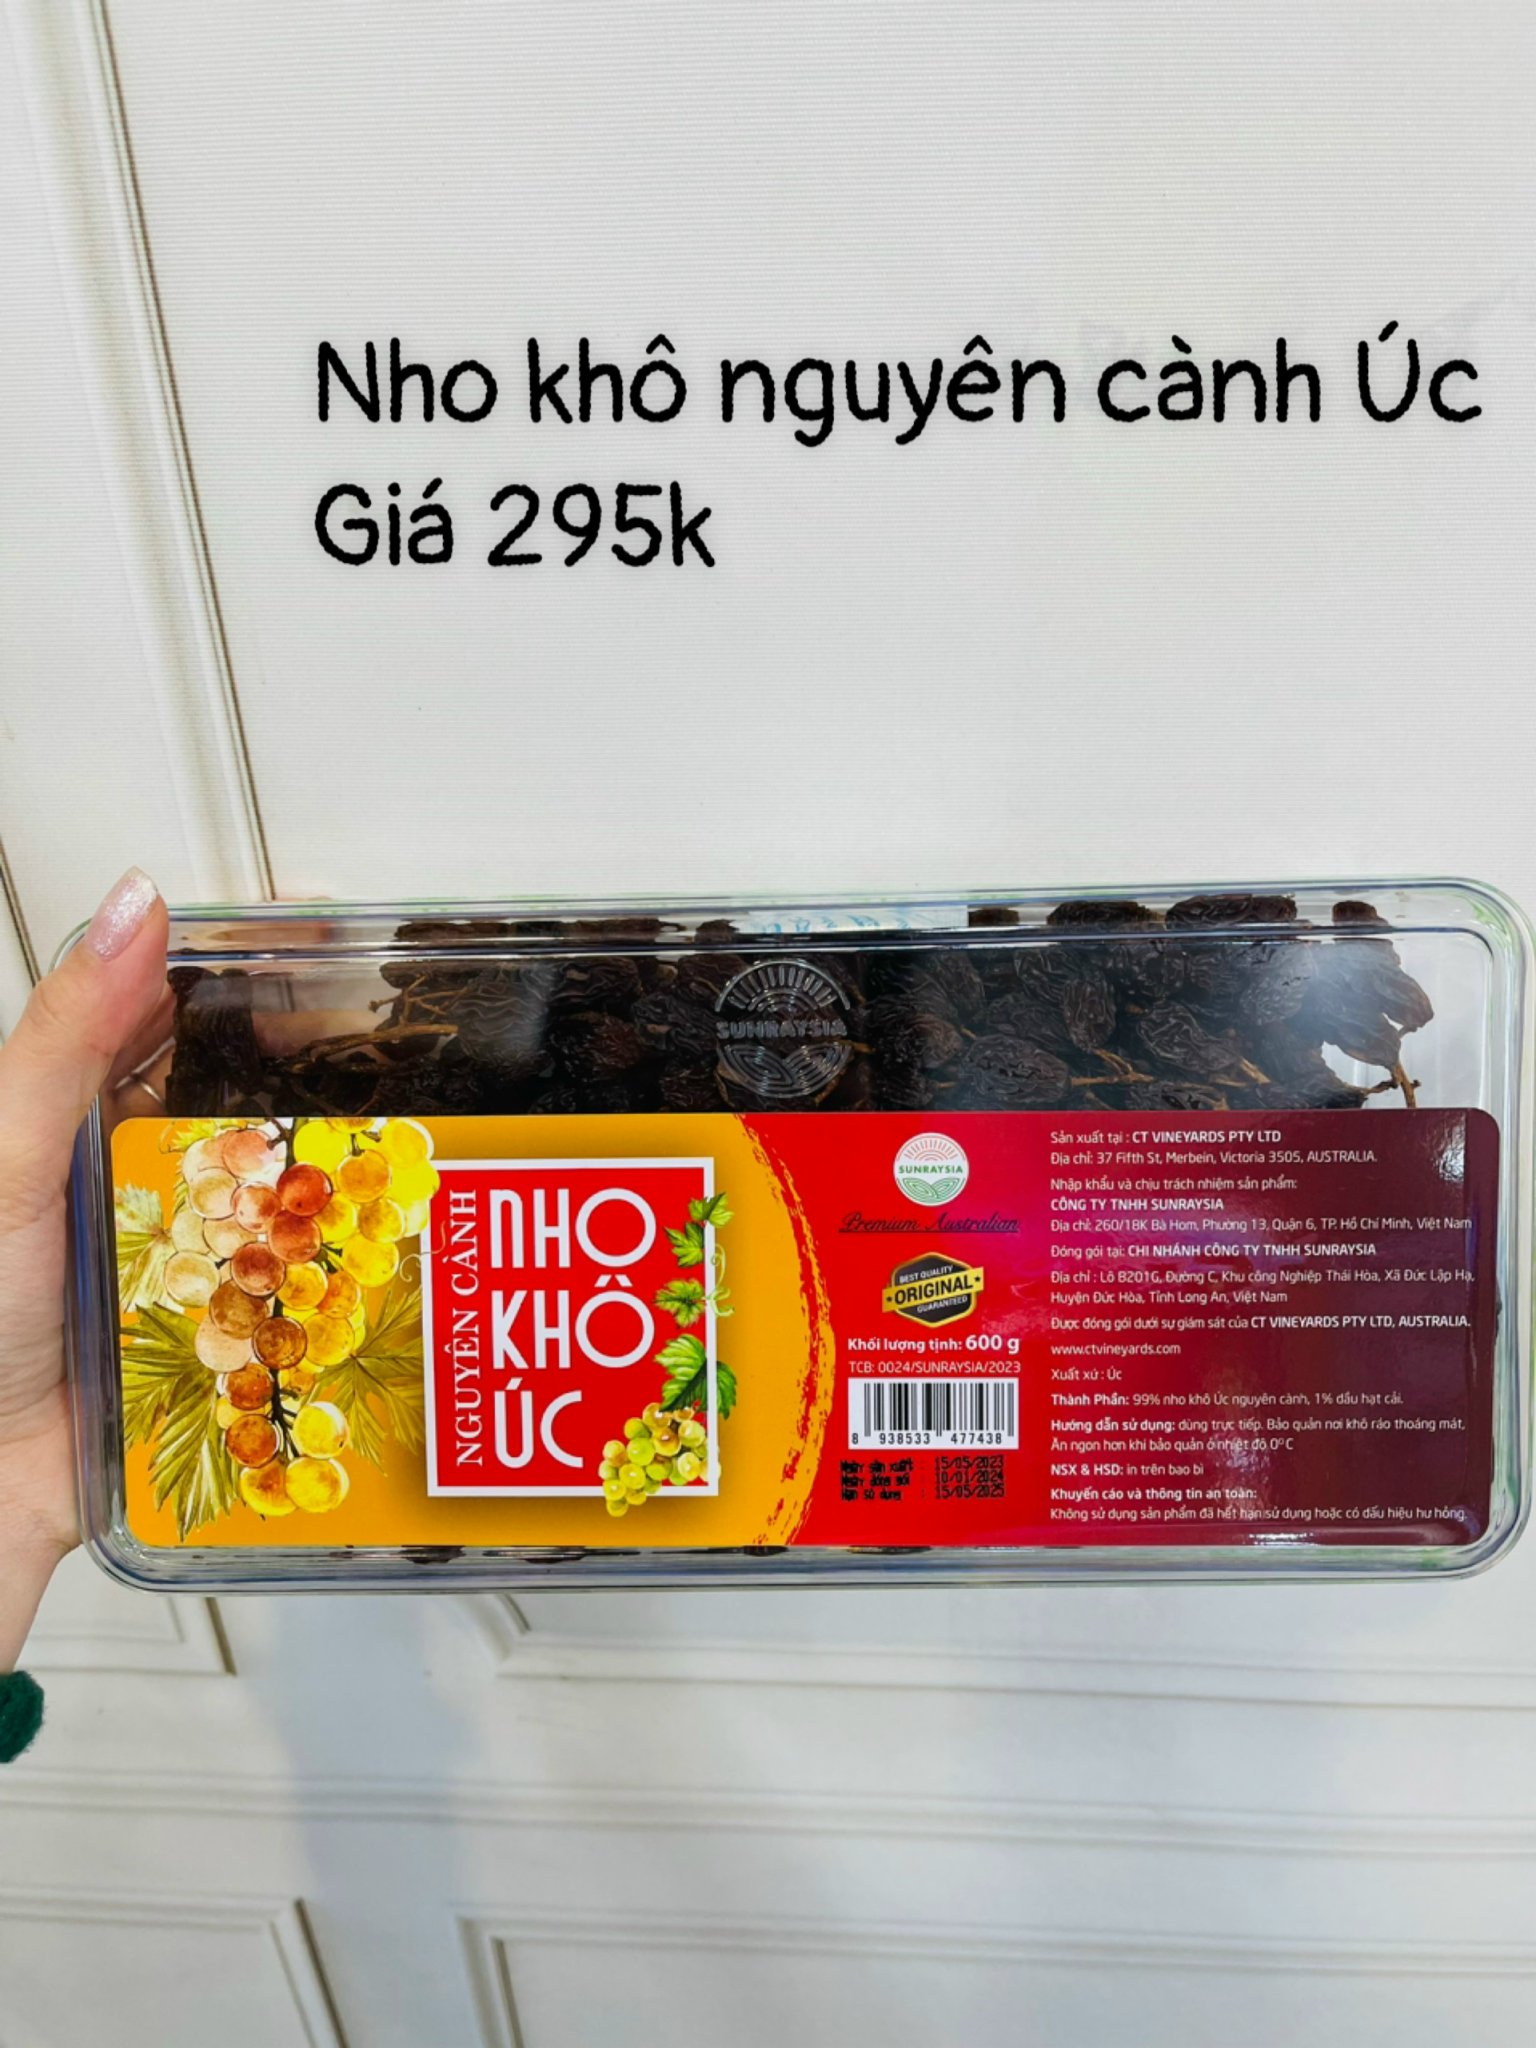 Nho khô nguyên cành Úc
Giá 295k
SUNRAYSIA
NGUYÊN CÀNH
NHO
KHÔ
ÚC
SUNRAYSIA
Premium Australian
BEST QUALITY
ORIGINAL
GUARANTEED
Khối lượng tịnh: 600 g
TCB: 0024/SUNRAYSIA/2023
8 938533 477438
Ngày sản xuất : 15/05/2023
Ngày đóng gói : 10/01/2024
Hạn sử dụng : 15/05/2025
Sản xuất tại : CT VINEYARDS PTY LTD
Địa chỉ: 37 Fifth St, Merbein, Victoria 3505, AUSTRALIA.
Nhập khẩu và chịu trách nhiệm sản phẩm:
CÔNG TY TNHH SUNRAYSIA
Địa chỉ: 260/18K Bà Hom, Phường 13, Quận 6, TP. Hồ Chí Minh, Việt Nam
Đóng gói tại: CHI NHÁNH CÔNG TY TNHH SUNRAYSIA
Địa chỉ : Lô B201G, Đường C, Khu công Nghiệp Thái Hòa, Xã Đức Lập Hạ,
Huyện Đức Hòa, Tỉnh Long An, Việt Nam
Được đóng gói dưới sự giám sát của CT VINEYARDS PTY LTD, AUSTRALIA.
www.ctvineyards.com
Xuất xứ : Úc
Thành Phần: 99% nho khô Úc nguyên cành, 1% dầu hạt cải.
Hướng dẫn sử dụng: dùng trực tiếp. Bảo quản nơi khô ráo thoáng mát,
Ăn ngon hơn khi bảo quản ở nhiệt độ 0°C
NSX & HSD: in trên bao bì
Khuyến cáo và thông tin an toàn:
Không sử dụng sản phẩm đã hết hạn sử dụng hoặc có dấu hiệu hư hỏng.